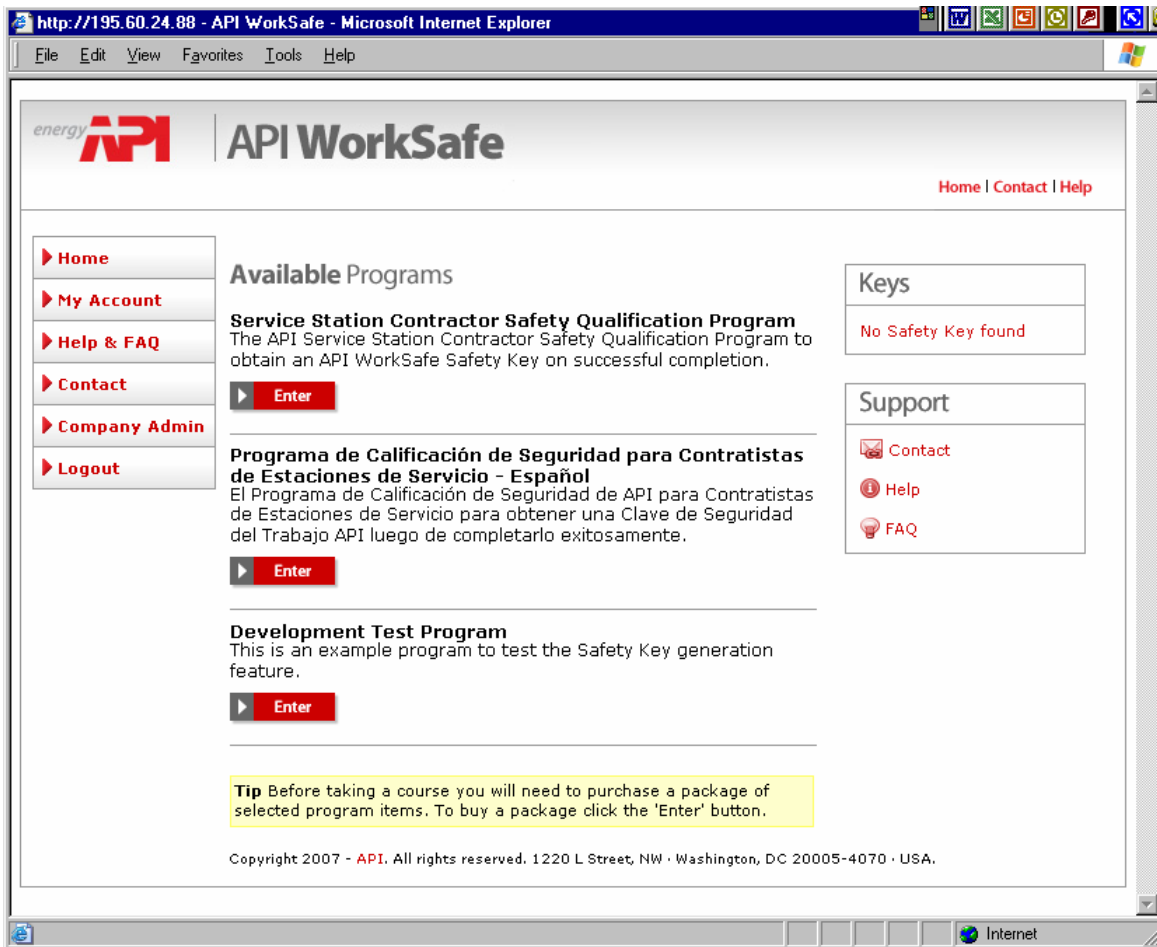 http://195.60.24.88 - API WorkSafe - Microsoft Internet Explorer
File Edit View Favorites Tools Help
energy API
API WorkSafe
Home | Contact | Help
Home
My Account
Help & FAQ
Contact
Company Admin
Logout
Available Programs
Service Station Contractor Safety Qualification Program
The API Service Station Contractor Safety Qualification Program to
obtain an API WorkSafe Safety Key on successful completion.
Enter
Programa de Calificación de Seguridad para Contratistas
de Estaciones de Servicio - Español
El Programa de Calificación de Seguridad de API para Contratistas
de Estaciones de Servicio para obtener una Clave de Seguridad
del Trabajo API luego de completarlo exitosamente.
Enter
Development Test Program
This is an example program to test the Safety Key generation
feature.
Enter
Tip Before taking a course you will need to purchase a package of
selected program items. To buy a package click the 'Enter' button.
Keys
No Safety Key found
Support
Contact
Help
FAQ
Copyright 2007 - API. All rights reserved. 1220 L Street, NW · Washington, DC 20005-4070 · USA.
Internet